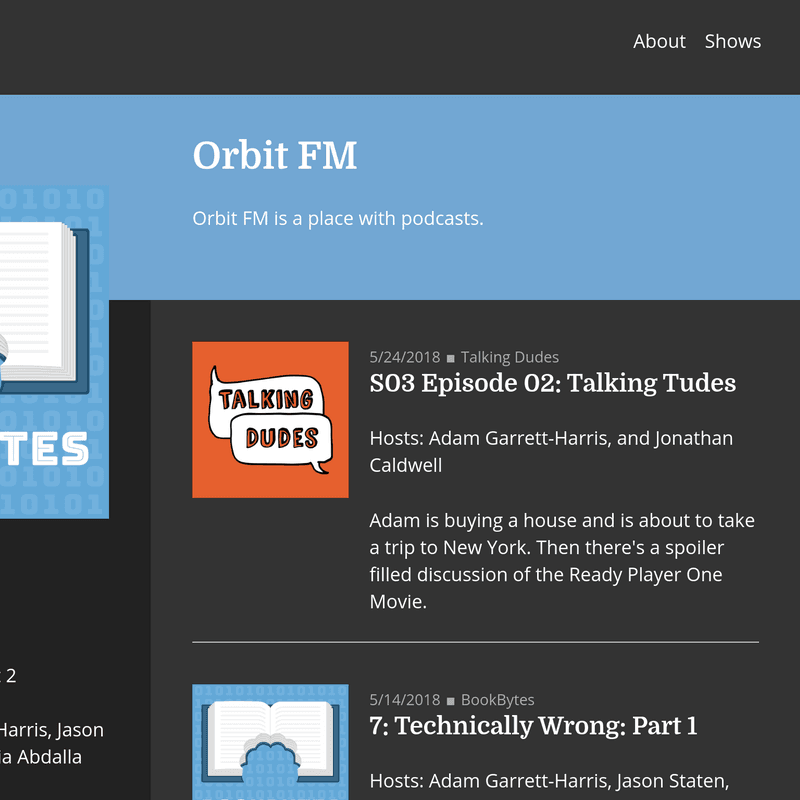 About Shows
Orbit FM
Orbit FM is a place with podcasts.
TES
2
Harris, Jason
ia Abdalla
TALKING
DUDES
5/24/2018 ■ Talking Dudes
S03 Episode 02: Talking Tudes
Hosts: Adam Garrett-Harris, and Jonathan
Caldwell
Adam is buying a house and is about to take
a trip to New York. Then there's a spoiler
filled discussion of the Ready Player One
Movie.
5/14/2018 ■ BookBytes
7: Technically Wrong: Part 1
Hosts: Adam Garrett-Harris, Jason Staten,